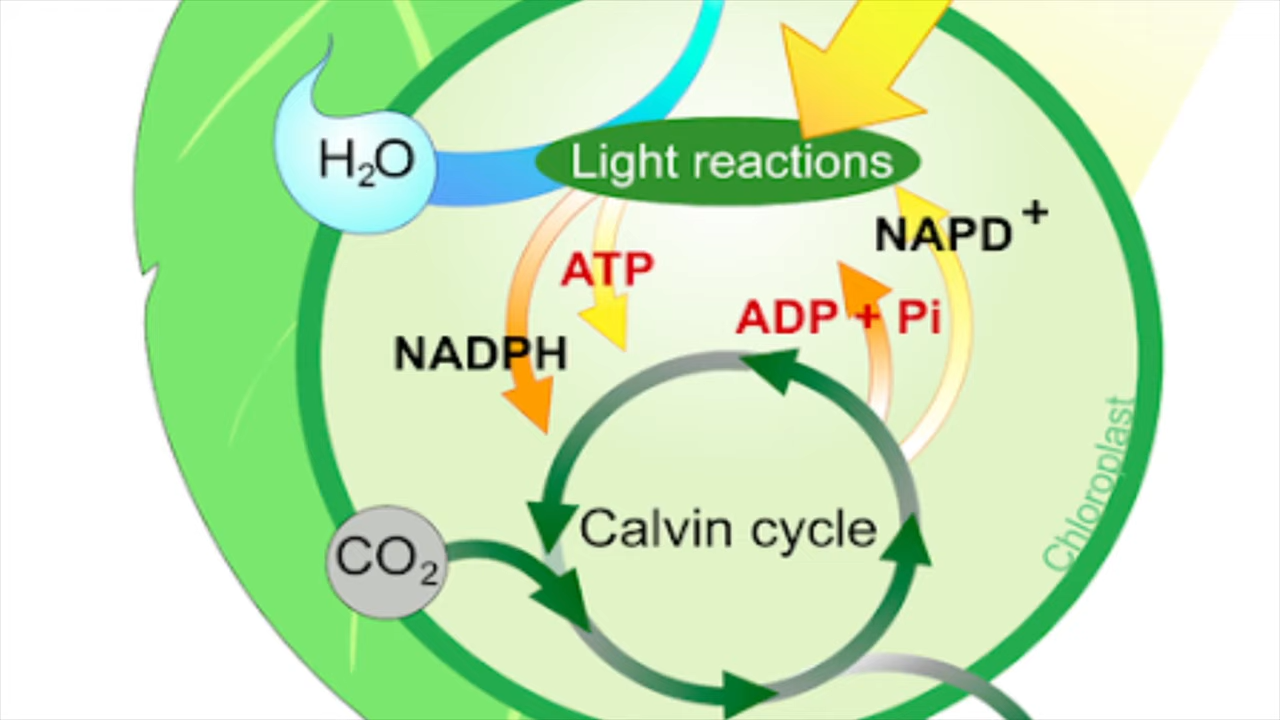 H₂O
Light reactions
NAPD⁺
ATP
ADP + Pi
NADPH
Calvin cycle
CO₂
Chloroplast